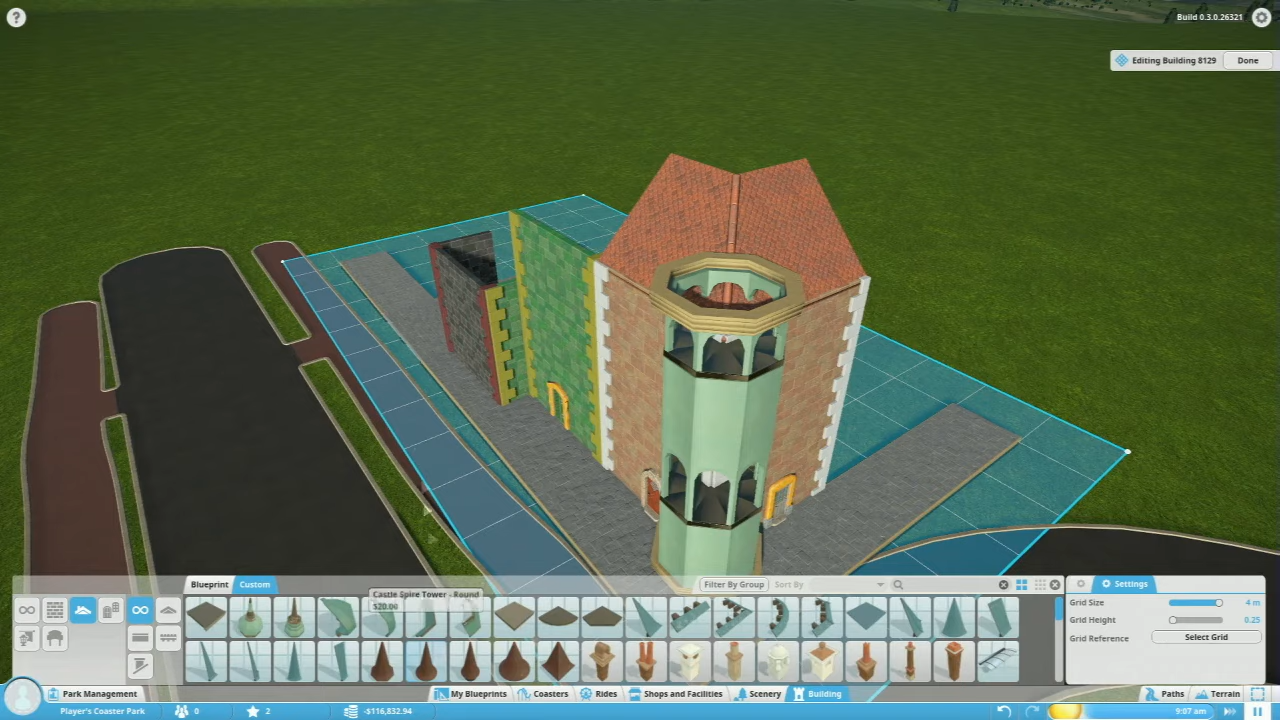 ?
Build 0.3.0.26321
Editing Building 8129
Done
Blueprint
Custom
Castle Spire Tower - Round
$20.00
Filter By Group
Sort By
Settings
Grid Size
4 m
Grid Height
0.25
Grid Reference
Select Grid
Park Management
My Blueprints
Coasters
Rides
Shops and Facilities
Scenery
Building
Paths
Terrain
Player's Coaster Park
0
2
-$116,832.94
9:07 am